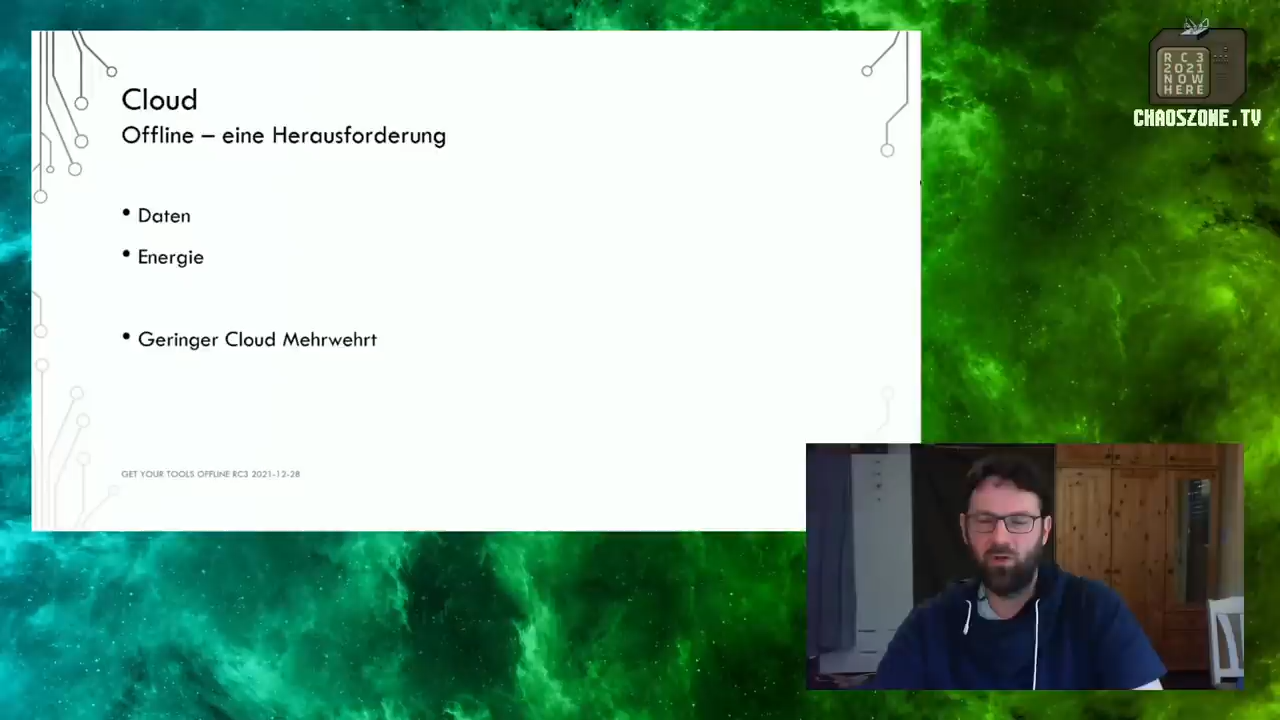 Cloud
Offline – eine Herausforderung
• Daten
• Energie
• Geringer Cloud Mehrwehrt
GET YOUR TOOLS OFFLINE RC3 2021-12-28
RC3
2021
NOW
HERE
CHAOSZONE.TV